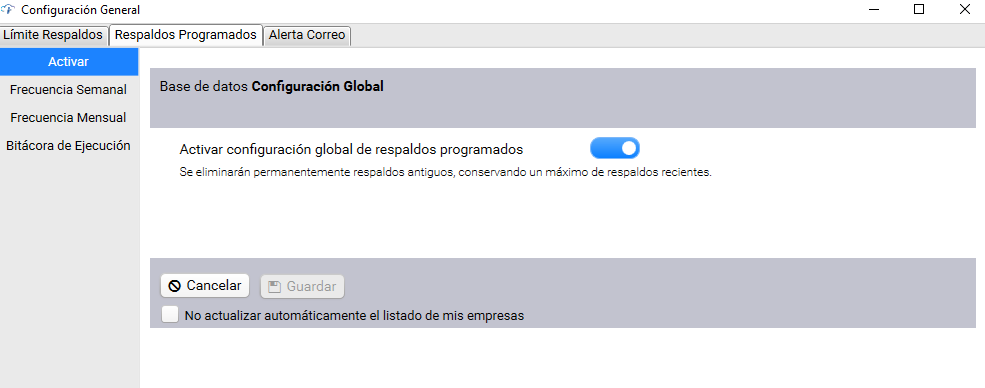 Configuración General
Límite Respaldos
Respaldos Programados
Alerta Correo
Activar
Frecuencia Semanal
Frecuencia Mensual
Bitácora de Ejecución
Base de datos Configuración Global
Activar configuración global de respaldos programados
Se eliminarán permanentemente respaldos antiguos, conservando un máximo de respaldos recientes.
Cancelar
Guardar
No actualizar automáticamente el listado de mis empresas